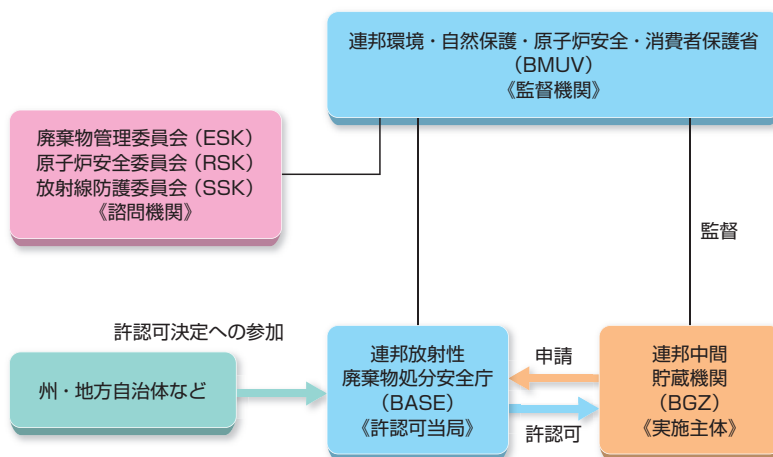 連邦環境・自然保護・原子炉安全・消費者保護省
（BMUV）
《監督機関》
廃棄物管理委員会（ESK）
原子炉安全委員会（RSK）
放射線防護委員会（SSK）
《諮問機関》
監督
許認可決定への参加
州・地方自治体など
連邦放射性
廃棄物処分安全庁
（BASE）
《許認可当局》
申請
許認可
連邦中間
貯蔵機関
（BGZ）
《実施主体》